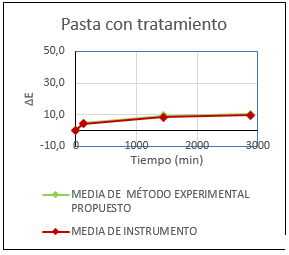 Pasta con tratamiento
50,0
30,0
10,0
-10,0
ΔE
0
1000
2000
3000
Tiempo (min)
MEDIA DE MÉTODO EXPERIMENTAL
PROPUESTO
MEDIA DE INSTRUMENTO